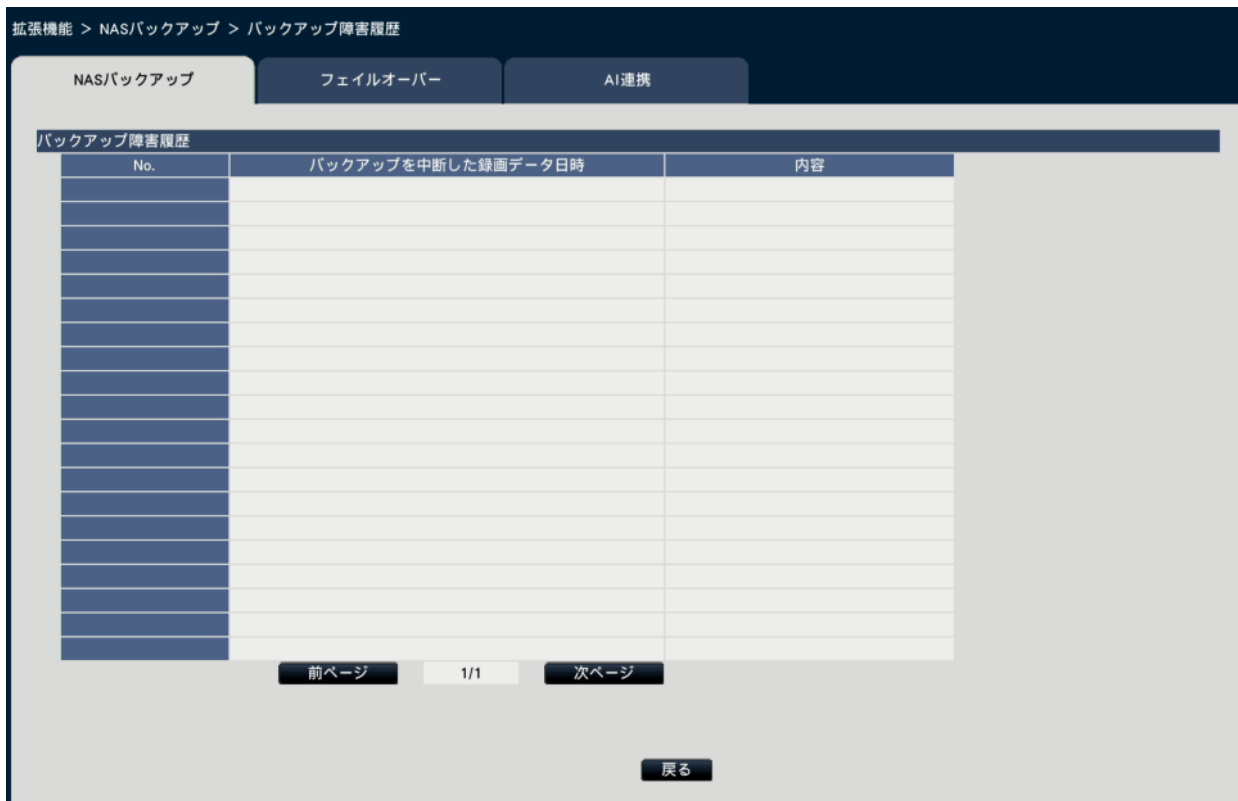 拡張機能 > NASバックアップ > バックアップ障害履歴
NASバックアップ フェイルオーバー AI連携
バックアップ障害履歴
No. バックアップを中断した録画データ日時 内容
前ページ 1/1 次ページ
戻る